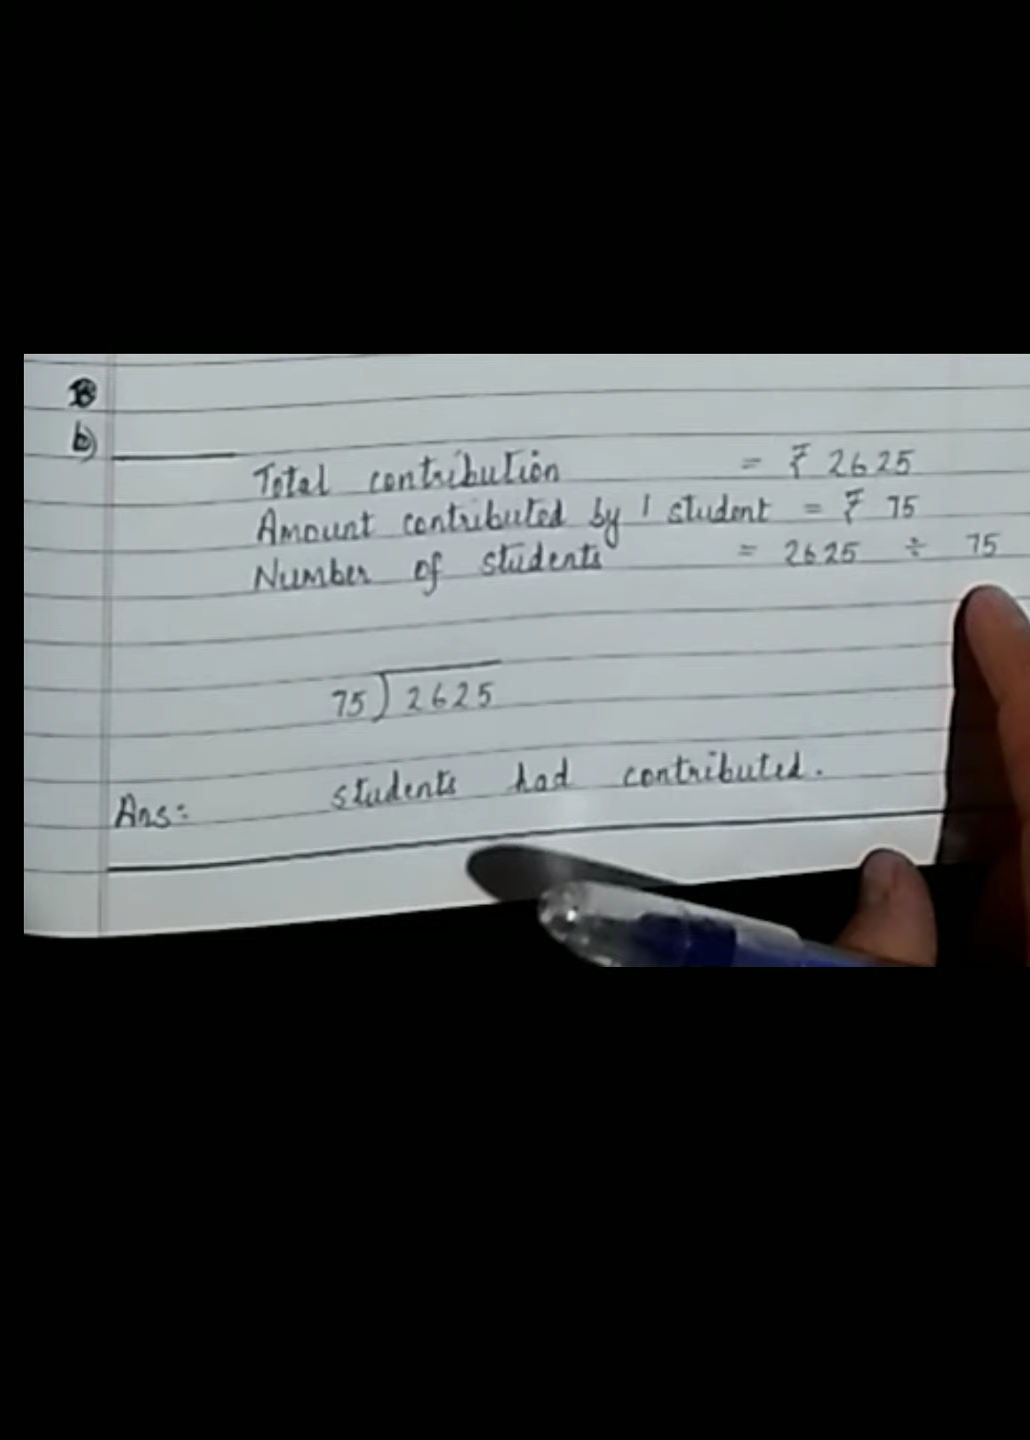 B
b)
Total contribution = ₹ 2625
Amount contributed by 1 student = ₹ 75
Number of students = 2625 ÷ 75
75) 2625
Ans: students had contributed.